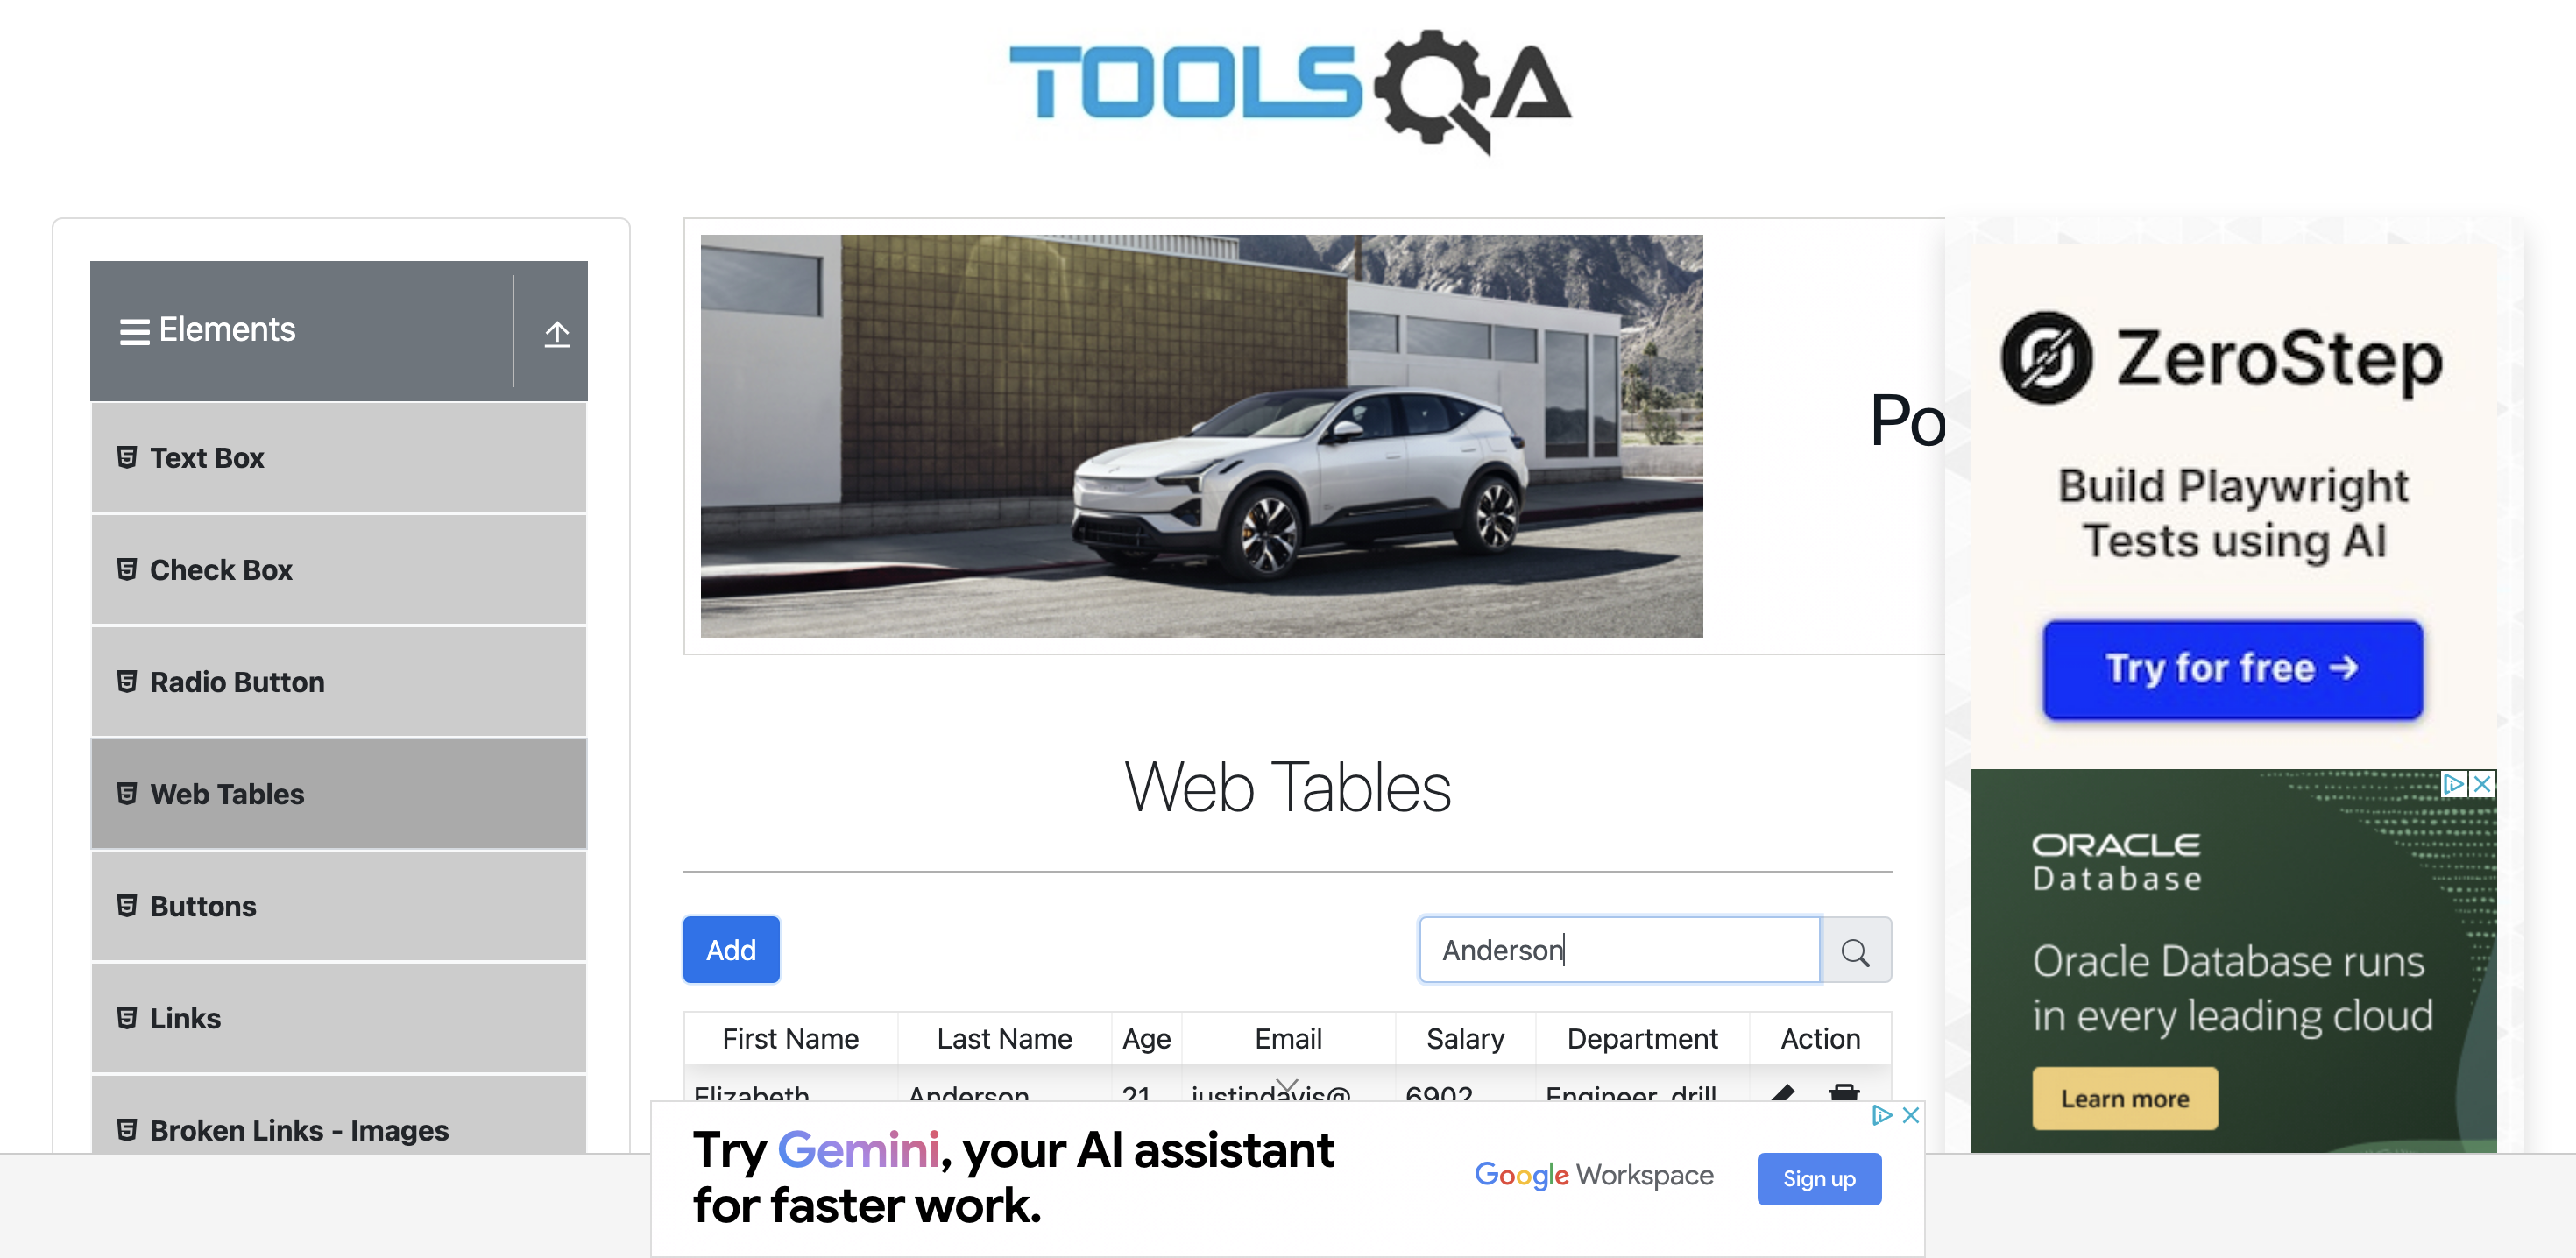 TOOLSQA
Elements
Text Box
Check Box
Radio Button
Web Tables
Buttons
Links
Broken Links - Images
Po
Web Tables
Add
Anderson
First Name Last Name Age Email Salary Department Action
Elizabeth Anderson 21 justindavis@ 6902 Engineer, drill
Try Gemini, your AI assistant
for faster work.
Google Workspace
Sign up
ZeroStep
Build Playwright
Tests using AI
Try for free →
ORACLE
Database
Oracle Database runs
in every leading cloud
Learn more